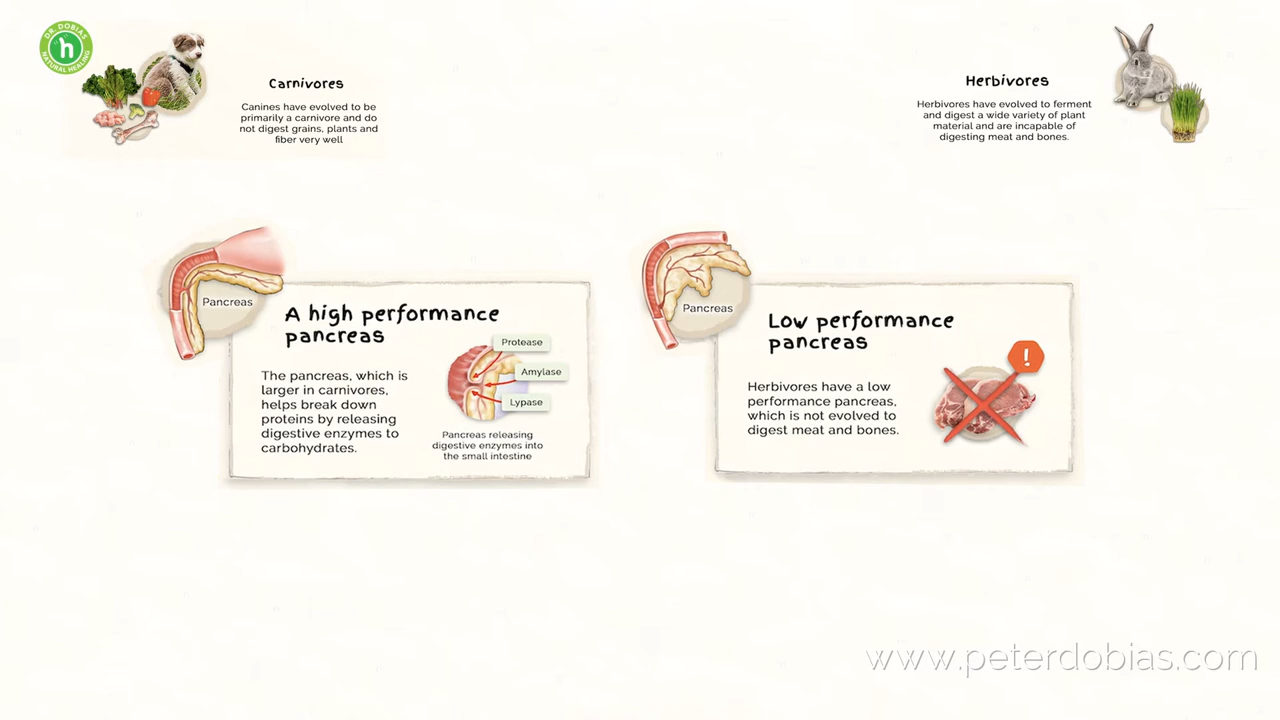 DR. DOBIAS
h
NATURAL HEALING
Carnivores
Canines have evolved to be
primarily a carnivore and do
not digest grains, plants and
fiber very well
Herbivores
Herbivores have evolved to ferment
and digest a wide variety of plant
material and are incapable of
digesting meat and bones.
Pancreas
A high performance
pancreas
The pancreas, which is
larger in carnivores,
helps break down
proteins by releasing
digestive enzymes to
carbohydrates.
Protease
Amylase
Lypase
Pancreas releasing
digestive enzymes into
the small intestine
Pancreas
Low performance
pancreas
Herbivores have a low
performance pancreas,
which is not evolved to
digest meat and bones.
!
www.peterdobias.com